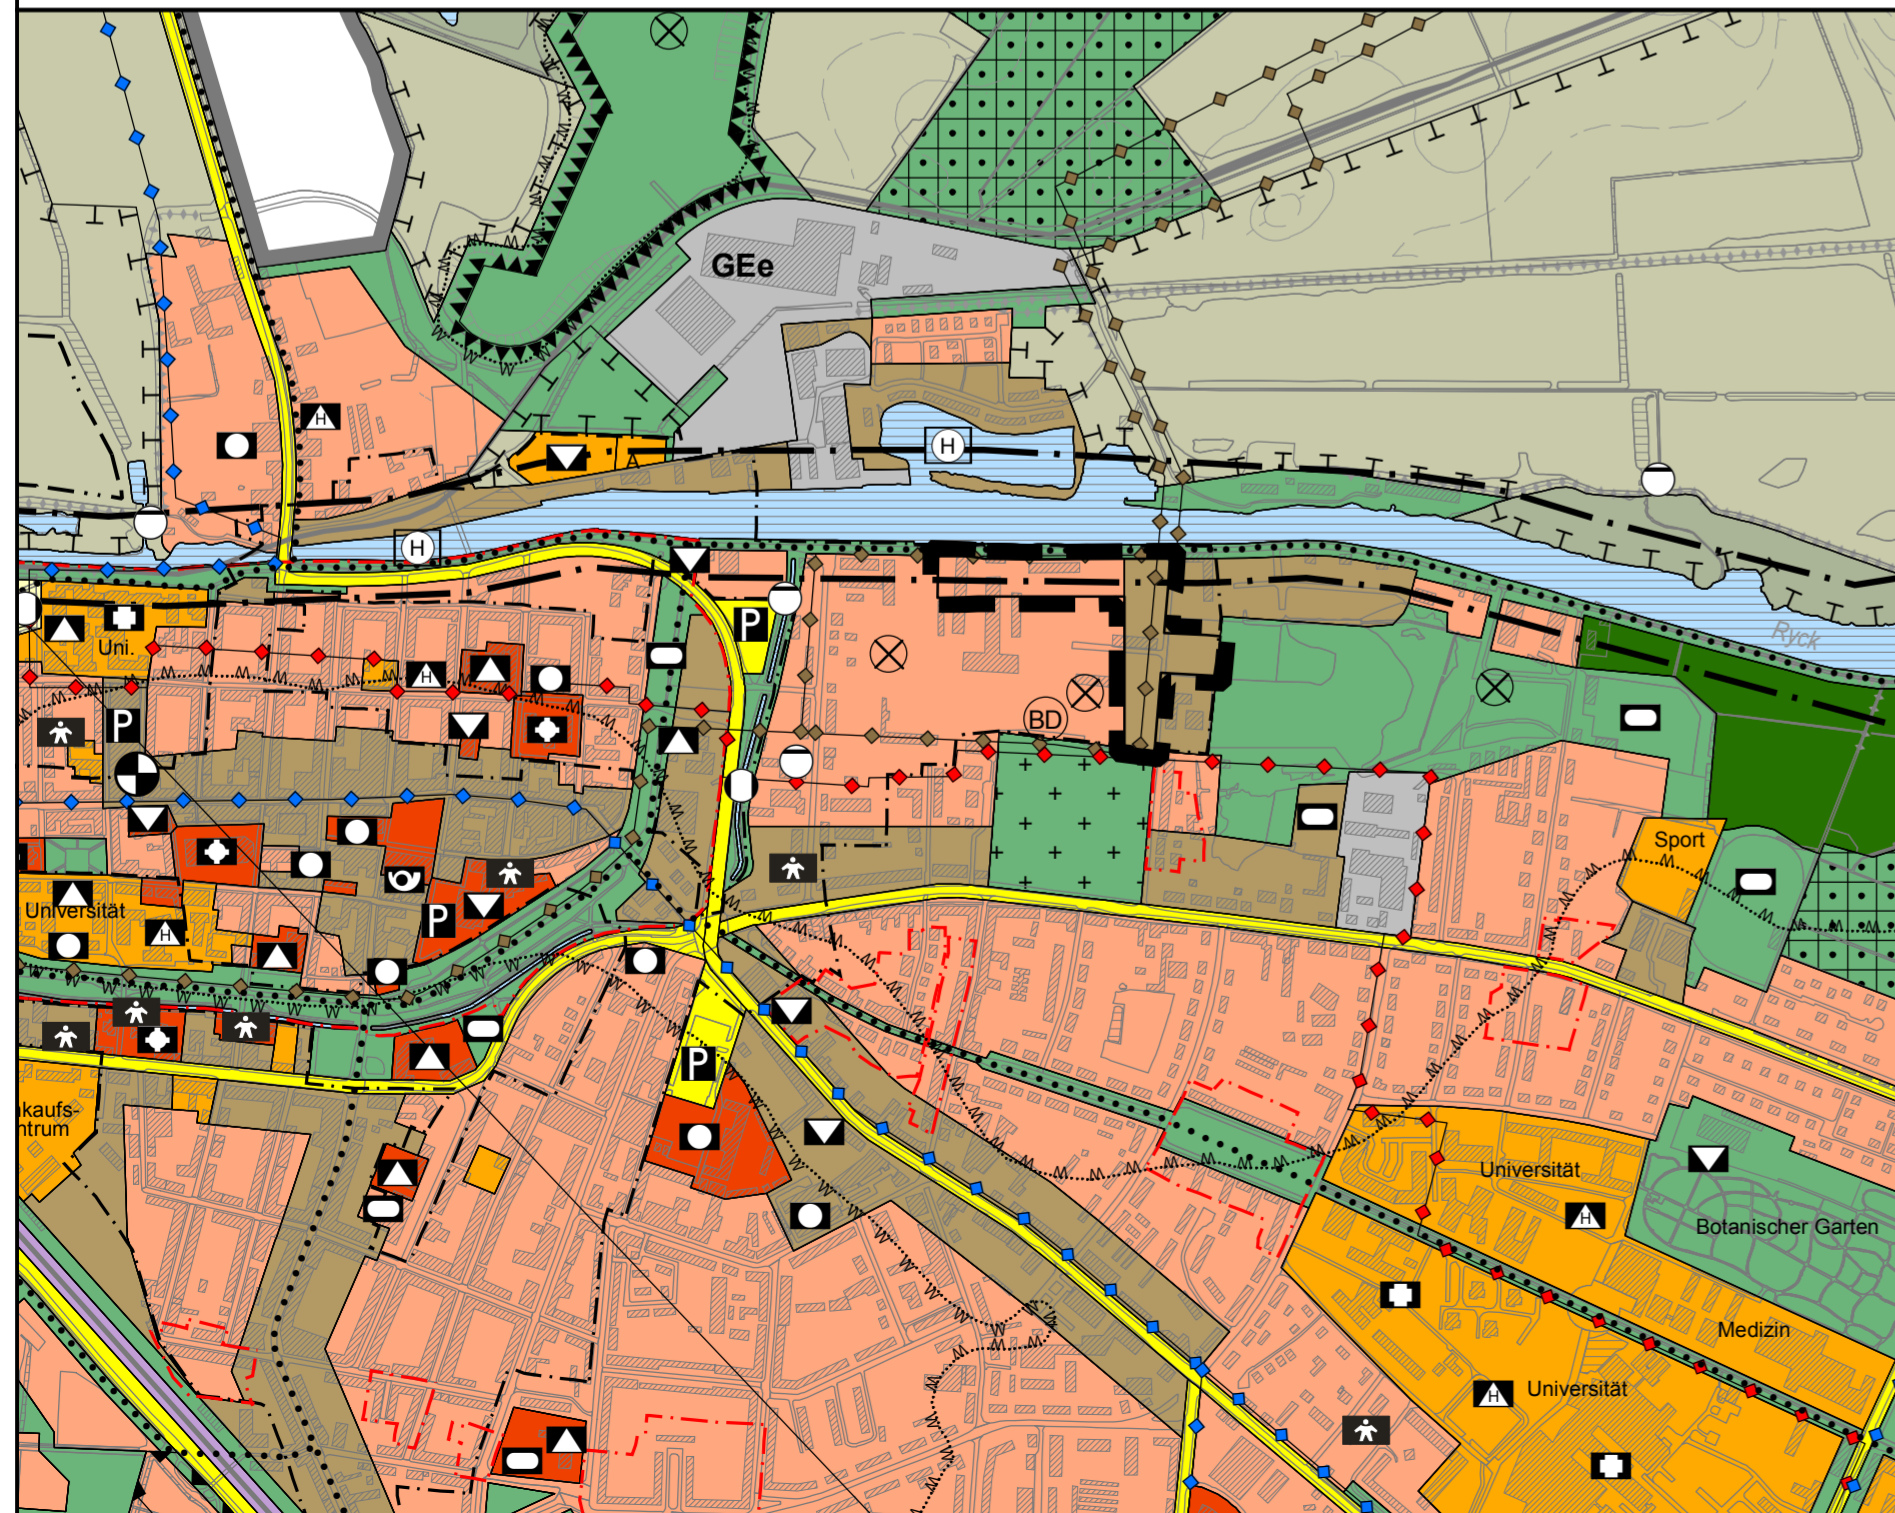 GEe
H
H
H
A
Ryck
Uni.
P
H
P
BD
Sport
Universität
H
P
P
kaufs-
ntrum
Universität
H
Botanischer Garten
Medizin
H
Universität